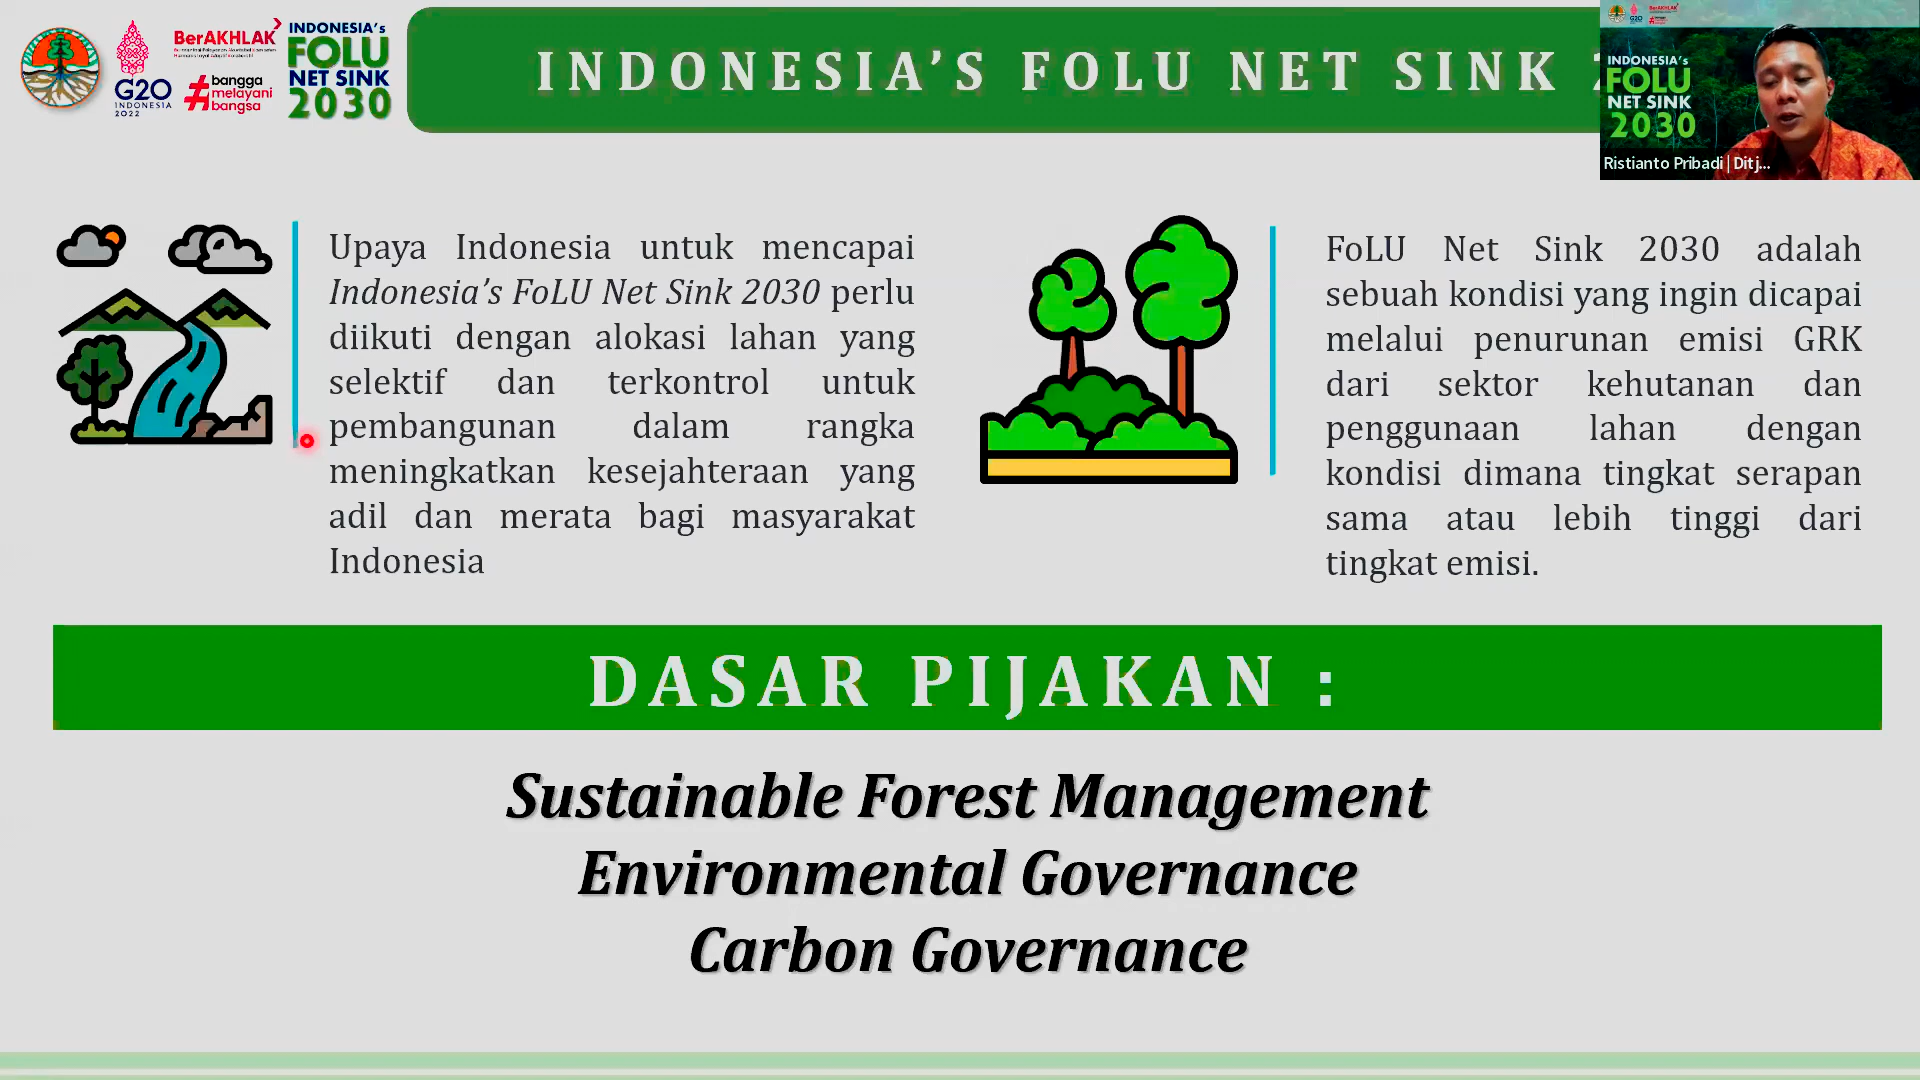 BerAKHLAK
G20
INDONESIA
2022
#bangga
melayani
bangsa
INDONESIA's
FOLU
NET SINK
2030
INDONESIA'S FOLU NET SINK
BerAKHLAK
G20
INDONESIA's
FOLU
NET SINK
2030
Ristianto Pribadi | Ditj...
Upaya Indonesia untuk mencapai
Indonesia's FoLU Net Sink 2030 perlu
diikuti dengan alokasi lahan yang
selektif dan terkontrol untuk
pembangunan dalam rangka
meningkatkan kesejahteraan yang
adil dan merata bagi masyarakat
Indonesia
FoLU Net Sink 2030 adalah
sebuah kondisi yang ingin dicapai
melalui penurunan emisi GRK
dari sektor kehutanan dan
penggunaan lahan dengan
kondisi dimana tingkat serapan
sama atau lebih tinggi dari
tingkat emisi.
DASAR PIJAKAN :
Sustainable Forest Management
Environmental Governance
Carbon Governance